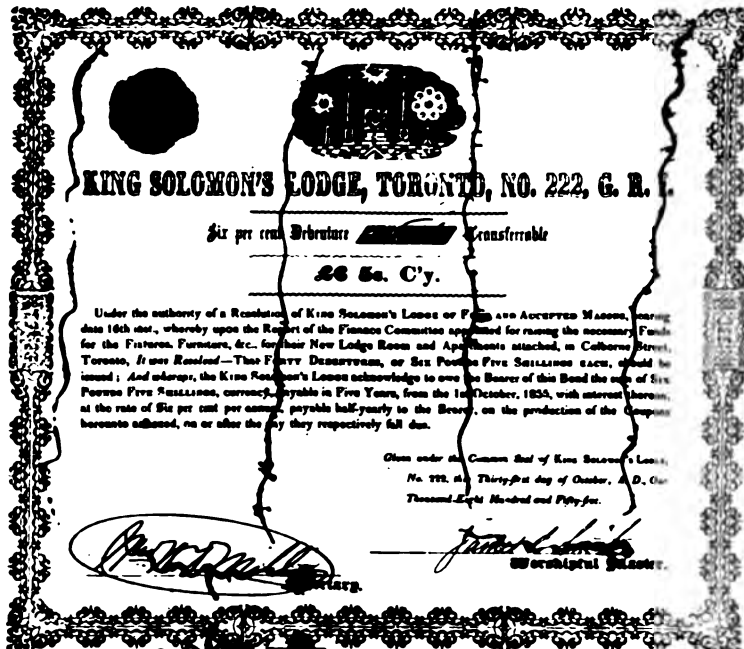 KING SOLOMON'S LODGE, TORONTO, NO. 222, G. R. I.
Six per cent Debenture Transferrable
£6 5s. C'y.
Under the authority of a Resolution of King Solomon's Lodge of AND Accepted Masons,
date 16th inst., whereby upon the Report of the Finance Committee for raising the necessary
for the Fixtures, Furniture, &c., for their New Lodge Room and attached, in Colborne Street,
Toronto, It was Resolved—That Forty Debentures, of Six Pounds Five Shillings each, should be
issued; And whereas, the King Solomon's Lodge acknowledge to owe the Bearer of this Bond the sum of Six
Pounds Five Shillings, currency, payable in Five Years, from the 1st October, 1855, with interest thereon,
at the rate of Six per cent per annum, payable half-yearly to the Bearer, on the production of the Coupons
hereunto annexed, on or after the day they respectively fall due.
Given under the Common Seal of King Solomon's Lodge,
No. 222, this Thirty-first day of October, A. D., One
Thousand Eight Hundred and Fifty-five.
Secretary.
Worshipful Master.